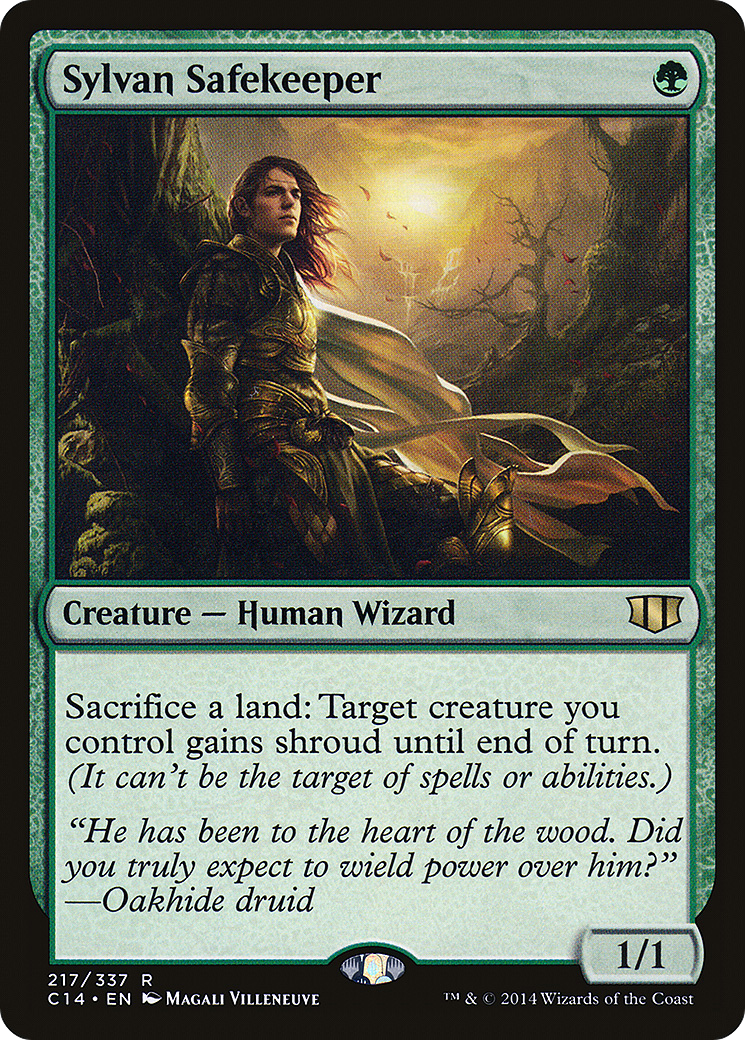 Sylvan Safekeeper
Creature — Human Wizard
Sacrifice a land: Target creature you
control gains shroud until end of turn.
(It can't be the target of spells or abilities.)
“He has been to the heart of the wood. Did
you truly expect to wield power over him?”
—Oakhide druid
1/1
217/337 R
C14 • EN Magali Villeneuve
™ & © 2014 Wizards of the Coast